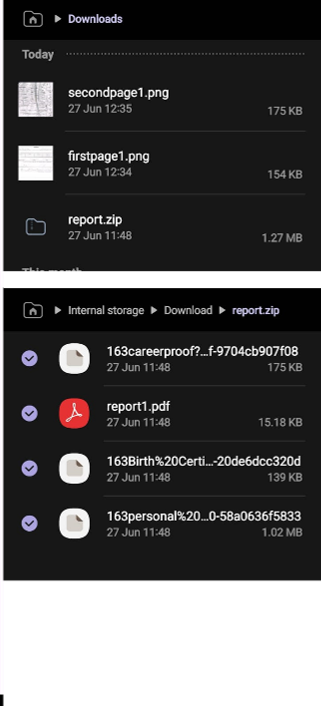 Downloads
Today
secondpage1.png
27 Jun 12:35
175 KB
firstpage1.png
27 Jun 12:34
154 KB
report.zip
27 Jun 11:48
1.27 MB
This month
Internal storage Download report.zip
163careerproof?...f-9704cb907f08
27 Jun 11:48
175 KB
report1.pdf
27 Jun 11:48
15.18 KB
163Birth%20Certi...-20de6dcc320d
27 Jun 11:48
139 KB
163personal%20...0-58a0636f5833
27 Jun 11:48
1.02 MB